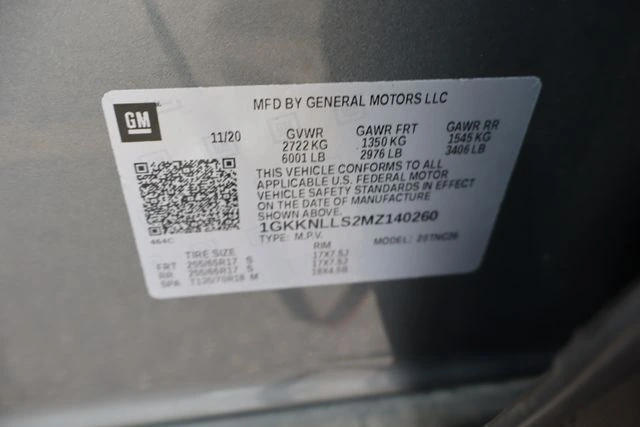 MFD BY GENERAL MOTORS LLC
GM
11/20 GVWR GAWR FRT GAWR RR
2722 KG 1350 KG 1545 KG
6001 LB 2976 LB 3406 LB
THIS VEHICLE CONFORMS TO ALL
APPLICABLE U.S. FEDERAL MOTOR
VEHICLE SAFETY STANDARDS IN EFFECT
ON THE DATE OF MANUFACTURE
SHOWN ABOVE.
1GKKNLLS2MZ140260
464C
TYPE: M.P.V. MODEL:
TIRE SIZE RIM
FRT 255/65R17 S 17X7.5J
RR 255/65R17 S 17X7.5J
SPA T135/70R18 M 18X4.5B